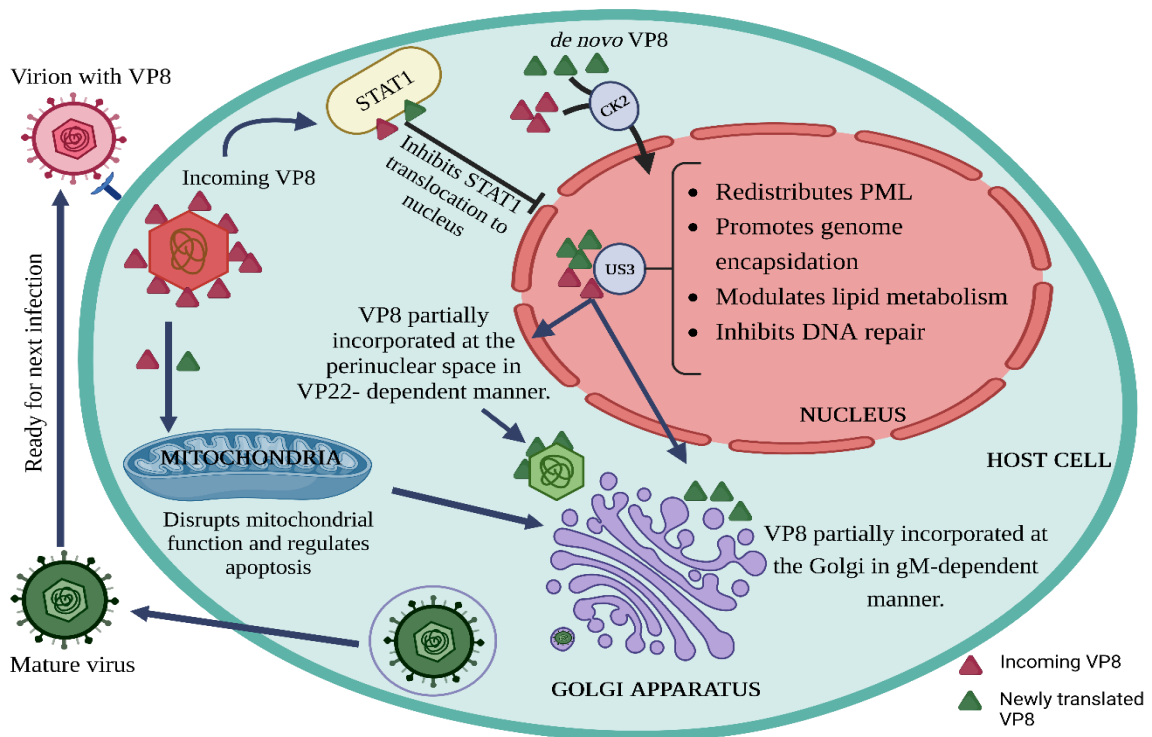 de novo VP8
Virion with VP8
STAT1
CK2
Incoming VP8
Inhibits STAT1
translocation to
nucleus
Redistributes PML
Promotes genome
encapsidation
Modulates lipid metabolism
Inhibits DNA repair
US3
VP8 partially
incorporated at the
perinuclear space in
VP22- dependent manner.
NUCLEUS
HOST CELL
Ready for next infection
MITOCHONDRIA
Disrupts mitochondrial
function and regulates
apoptosis
VP8 partially incorporated at
the Golgi in gM-dependent
manner.
Mature virus
GOLGI APPARATUS
Incoming VP8
Newly translated
VP8